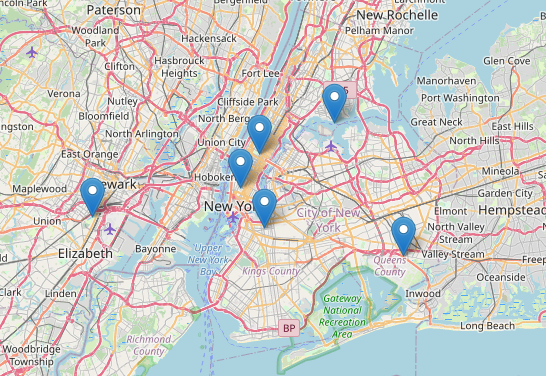 Bergenfield
New Rochelle
Larchmont
Paterson
Pelham Manor
Glen Cove
Woodland
Park
Hackensack
Hasbrouck
Heights
Clifton
Fort Lee
Manorhaven
Port Washington
Verona
Nutley
Cliffside Park
Bloomfield
North Berg
Great Neck
East Hills
ngston
North Arlington
Union City
North Hills
East Orange
Mineola
Maplewood
ewark
Hoboken
Garden City
Union
New Yo
City of New
York
Elmont
Hempstead
North Valley
Stream
Elizabeth
Bayonne
Upper
New York
Bay
Kings County
Queens
County
Valley Stream
Freep
Oceanside
Clark
Linden
Inwood
Gateway
National
Recreation
Area
BP
Long Beach
Richmond
County
Woodbridge
Township